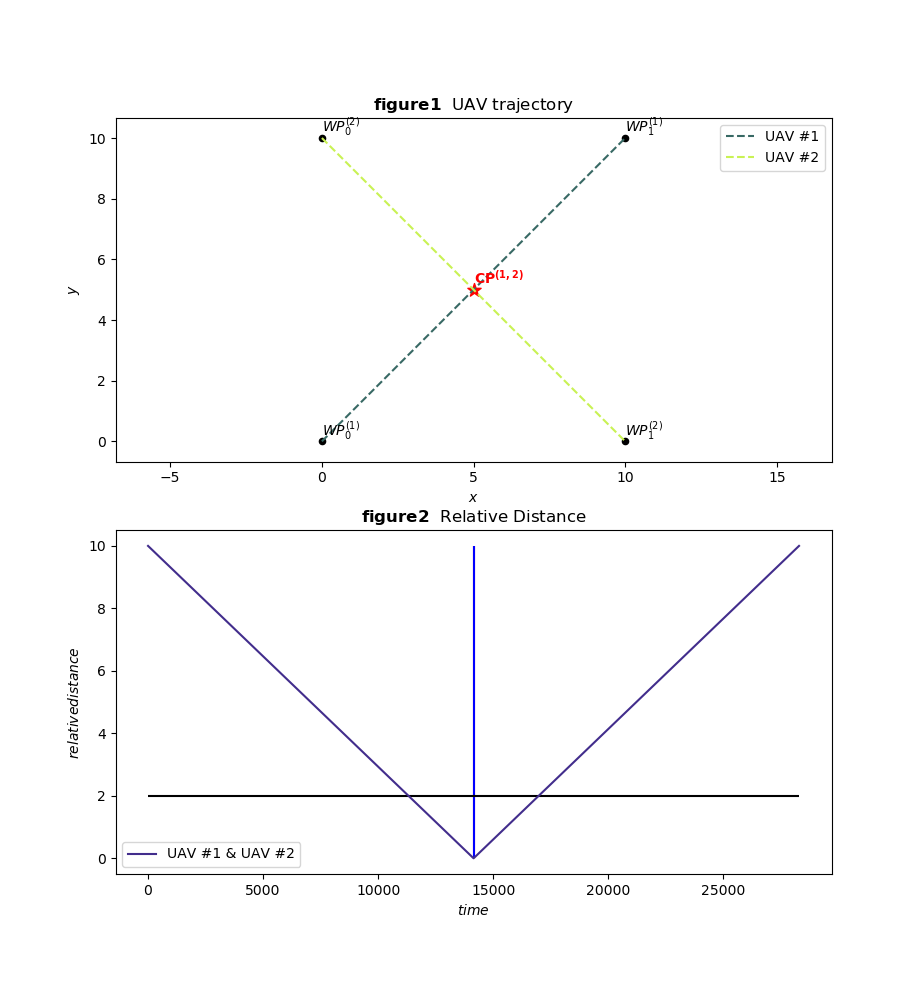 figure1 UAV trajectory
WP_0^{(2)}
WP_1^{(1)}
UAV #1
UAV #2
10
8
6
4
2
0
y
CP^{(1,2)}
WP_0^{(1)}
WP_1^{(2)}
−5
0
5
10
15
x
figure2 Relative Distance
10
8
6
4
2
0
relativedistance
UAV #1 & UAV #2
0
5000
10000
15000
20000
25000
time